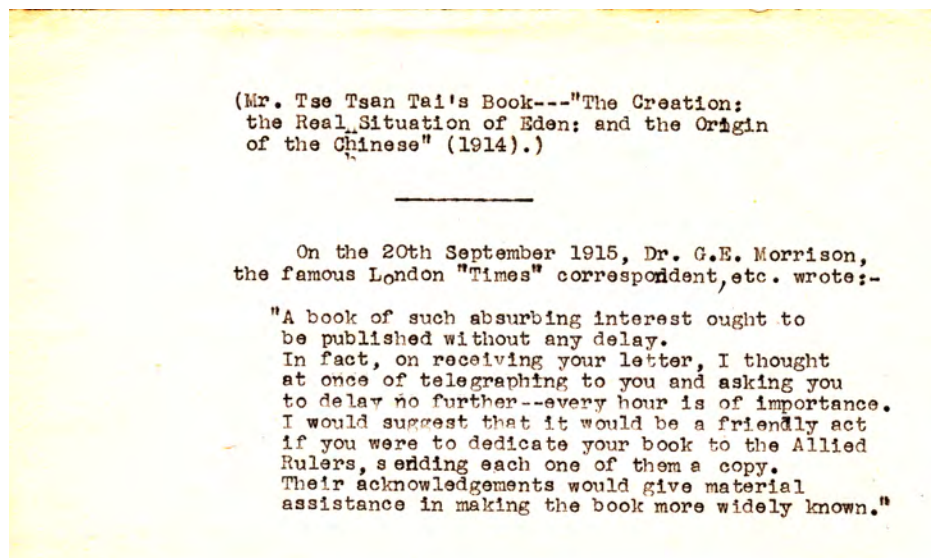 (Mr. Tse Tsan Tai's Book---"The Creation;
the Real Situation of Eden; and the Origin
of the Chinese" (1914).)
On the 20th September 1915, Dr. G.E. Morrison,
the famous London "Times" correspondent, etc. wrote:-
"A book of such absurbing interest ought to
be published without any delay.
In fact, on receiving your letter, I thought
at once of telegraphing to you and asking you
to delay no further--every hour is of importance.
I would suggest that it would be a friendly act
if you were to dedicate your book to the Allied
Rulers, sending each one of them a copy.
Their acknowledgements would give material
assistance in making the book more widely known."